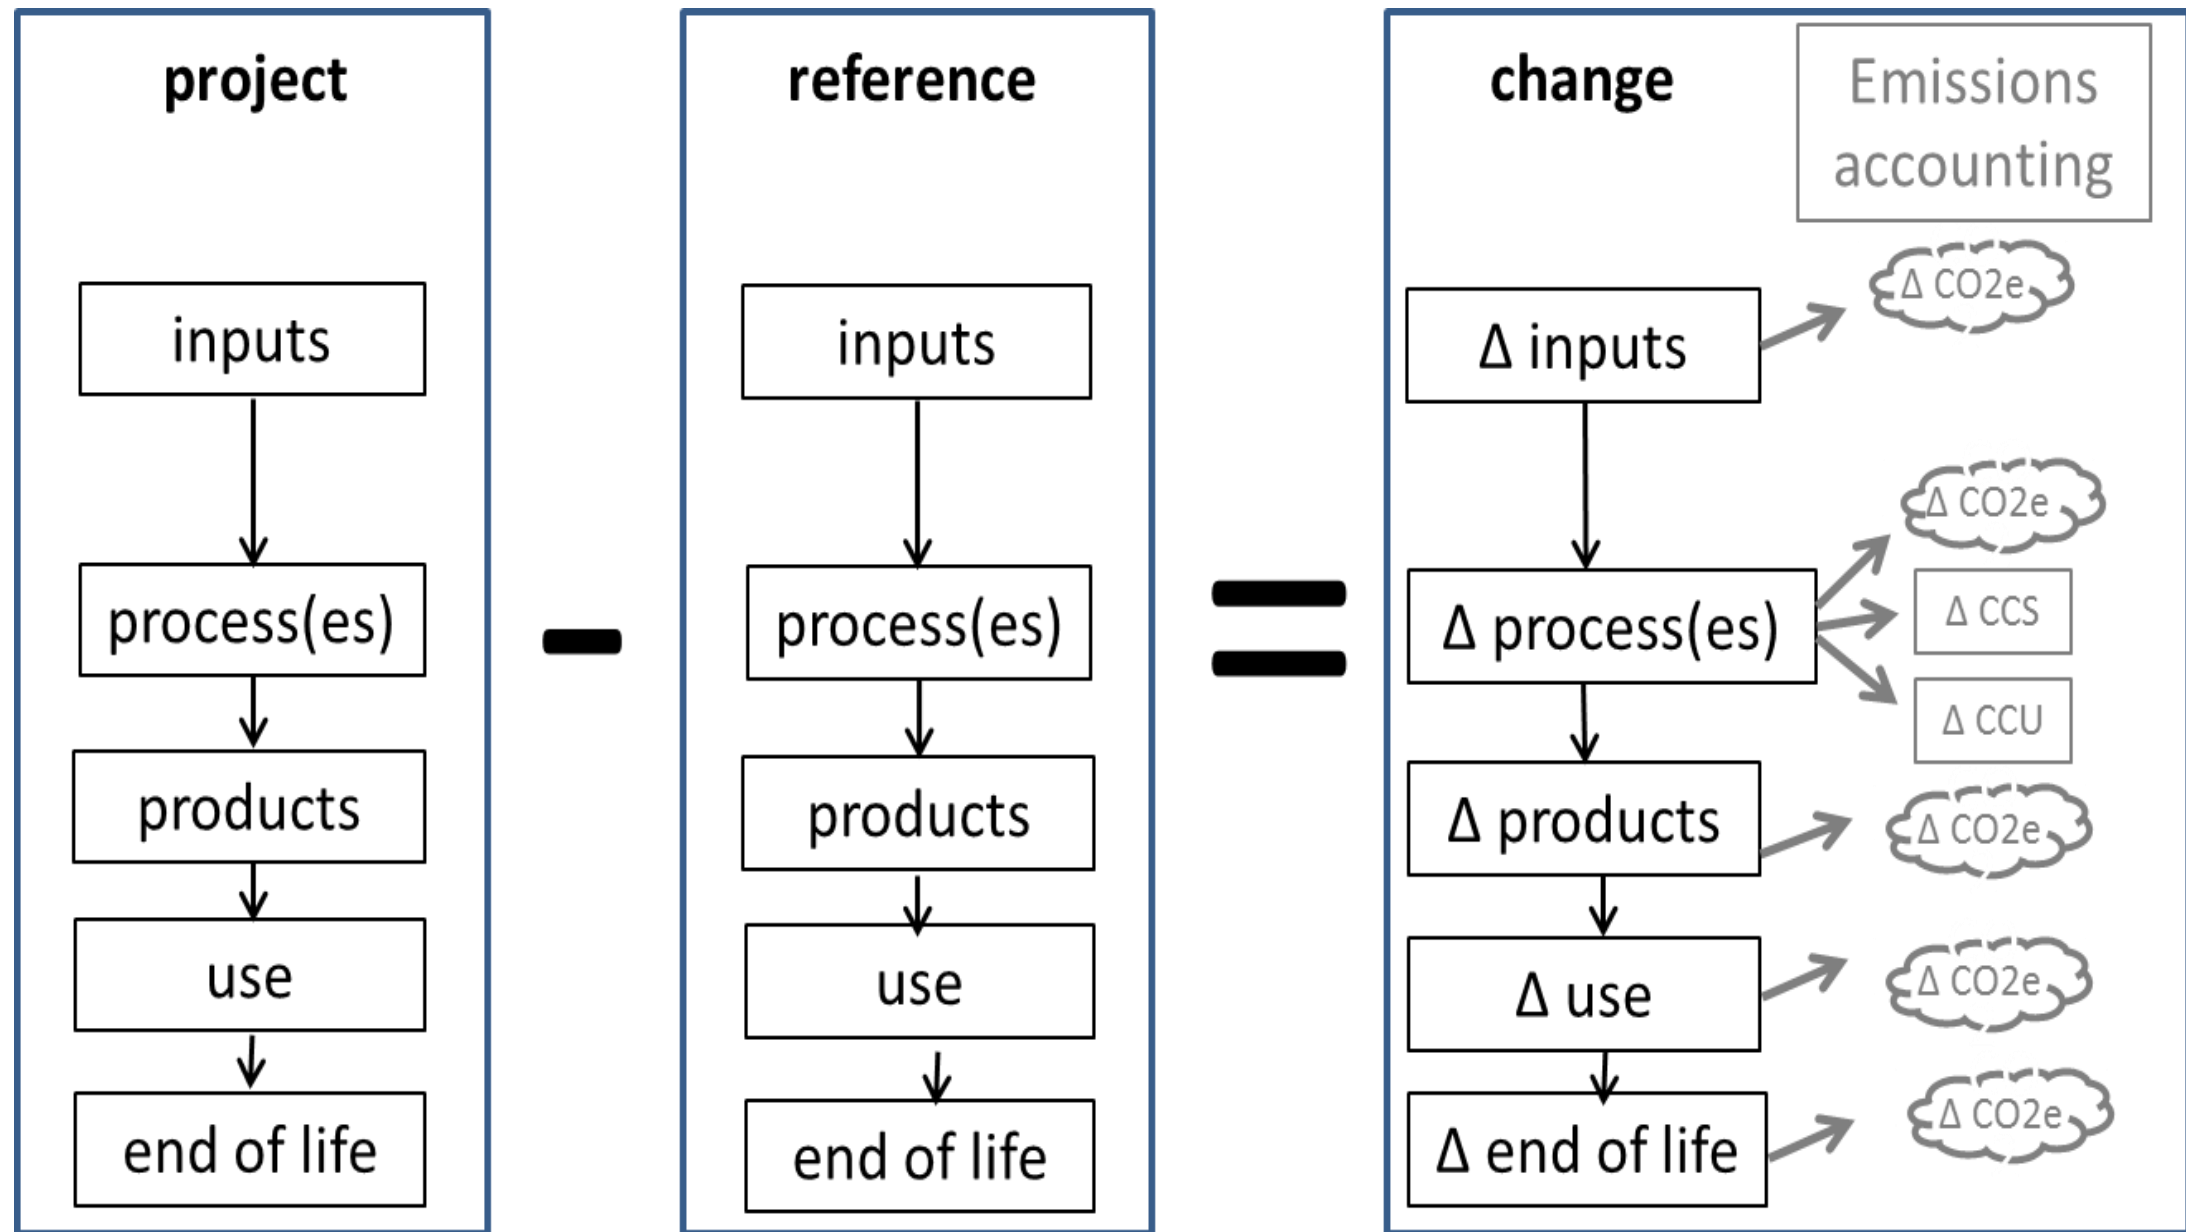 project
inputs
process(es)
products
use
end of life
-
reference
inputs
process(es)
products
use
end of life
=
change
Emissions
accounting
Δ inputs
Δ CO2e
Δ process(es)
Δ CO2e
Δ CCS
Δ CCU
Δ products
Δ CO2e
Δ use
Δ CO2e
Δ end of life
Δ CO2e